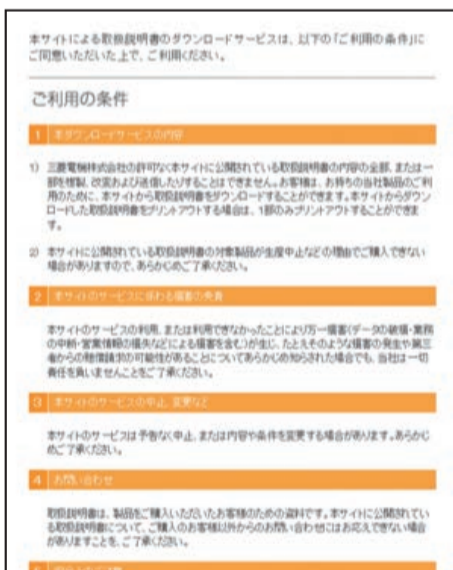 本サイトによる取扱説明書のダウンロードサービスは、以下の「ご利用の条件」に
ご同意いただいた上で、ご利用ください。
ご利用の条件
1 本ダウンロードサービスの内容
1) 三菱電機株式会社の許可なく本サイトに公開されている取扱説明書の内容の全部、または一
部を複製、改変および送信したりすることはできません。お客様は、お持ちの当社製品のご利
用のために、本サイトから取扱説明書をダウンロードすることができます。本サイトからダウン
ロードした取扱説明書をプリントアウトする場合は、1部のみプリントアウトすることができま
す。
2) 本サイトに公開されている取扱説明書の対象製品が生産中止などの理由でご購入できない
場合がありますので、あらかじめご了承ください。
2 本サイトのサービスに係わる損害の免責
本サイトのサービスの利用、または利用できなかったことにより万一損害(データの破損・業務
の中断・営業情報の損失などによる損害を含む)が生じ、たとえそのような損害の発生や第三
者からの賠償請求の可能性があることについてあらかじめ知らされた場合でも、当社は一切
責任を負いませんことをご了承ください。
3 本サイトのサービスの中止、変更など
本サイトのサービスは予告なく中止、または内容や条件を変更する場合があります。あらかじ
めご了承ください。
4 お問い合わせ
取扱説明書は、製品をご購入いただいたお客様のための資料です。本サイトに公開されてい
る取扱説明書について、ご購入のお客様以外からのお問い合わせにはお応えできない場合
がありますことを、ご了承ください。
5